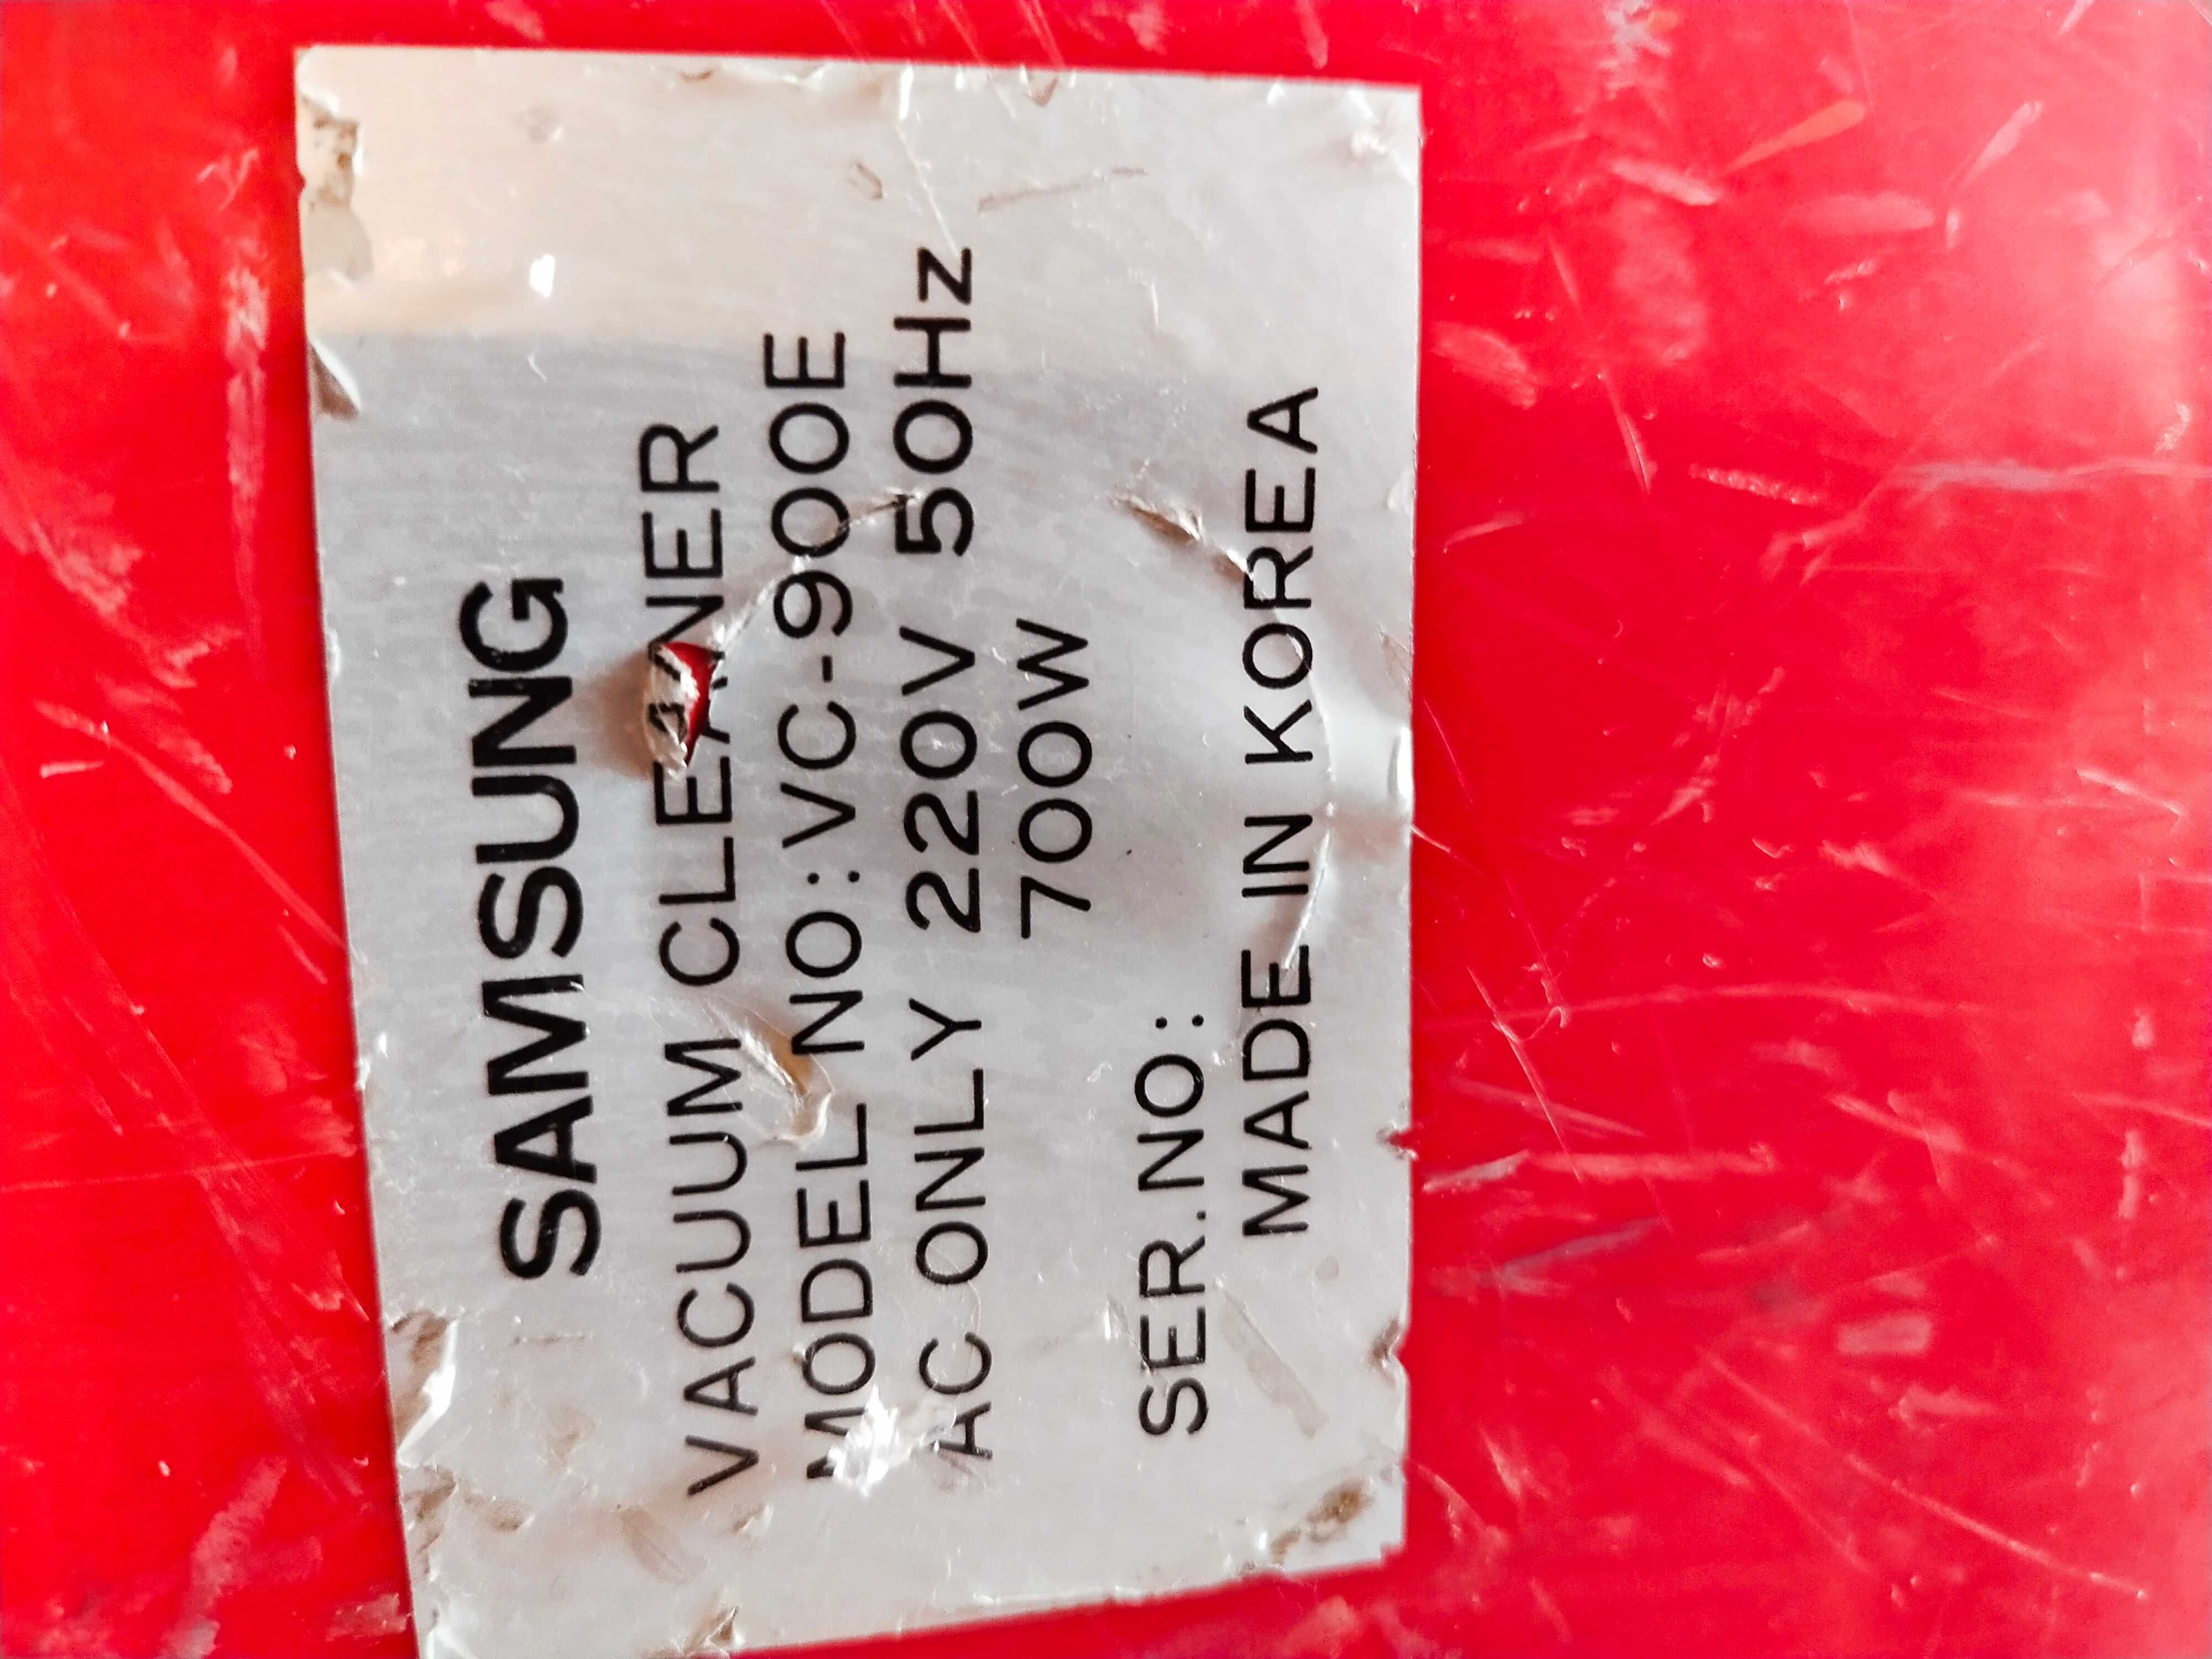 SAMSUNG
VACUUM CLEANER
MODEL NO:VC-900E
AC ONLY 220V 50Hz
700W
SER.NO:
MADE IN KOREA